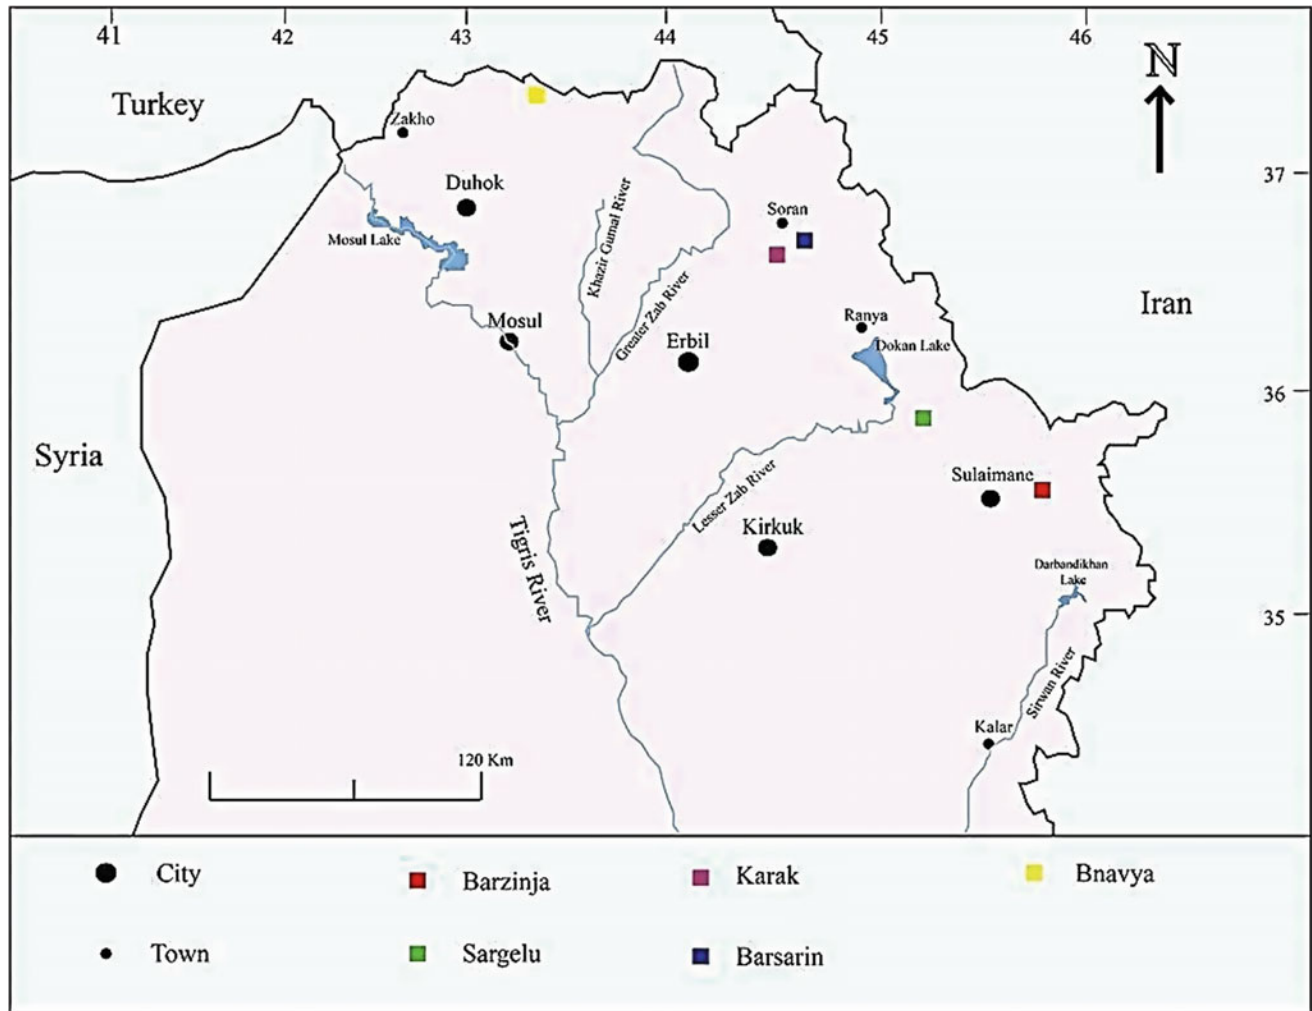 41 42 43 44 45 46
N
Turkey
Zakho
37
Duhok
Khazir Gumal River
Soran
Mosul Lake
Greater Zab River
Iran
Mosul
Ranya
Erbil
Dokan Lake
36
Syria
Lesser Zab River
Sulaimane
Tigris River
Kirkuk
Darbandikhan
Lake
35
Sirwan River
Kalar
120 Km
City
Barzinja
Karak
Bnavya
Town
Sargelu
Barsarin